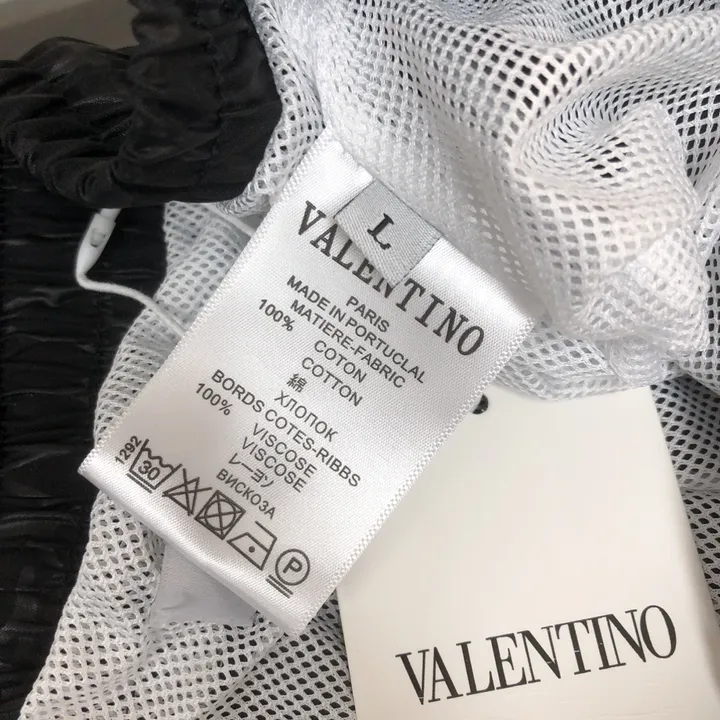 L
VALENTINO
PARIS
MADE IN PORTUCLAL
MATIERE-FABRIC
100% COTON
COTTON
綿
ХЛОПОК
BORDS COTES-RIBBS
100% VISCOSE
VISCOSE
レーヨン
ВИСКОЗА
1292
30
P
VALENTINO